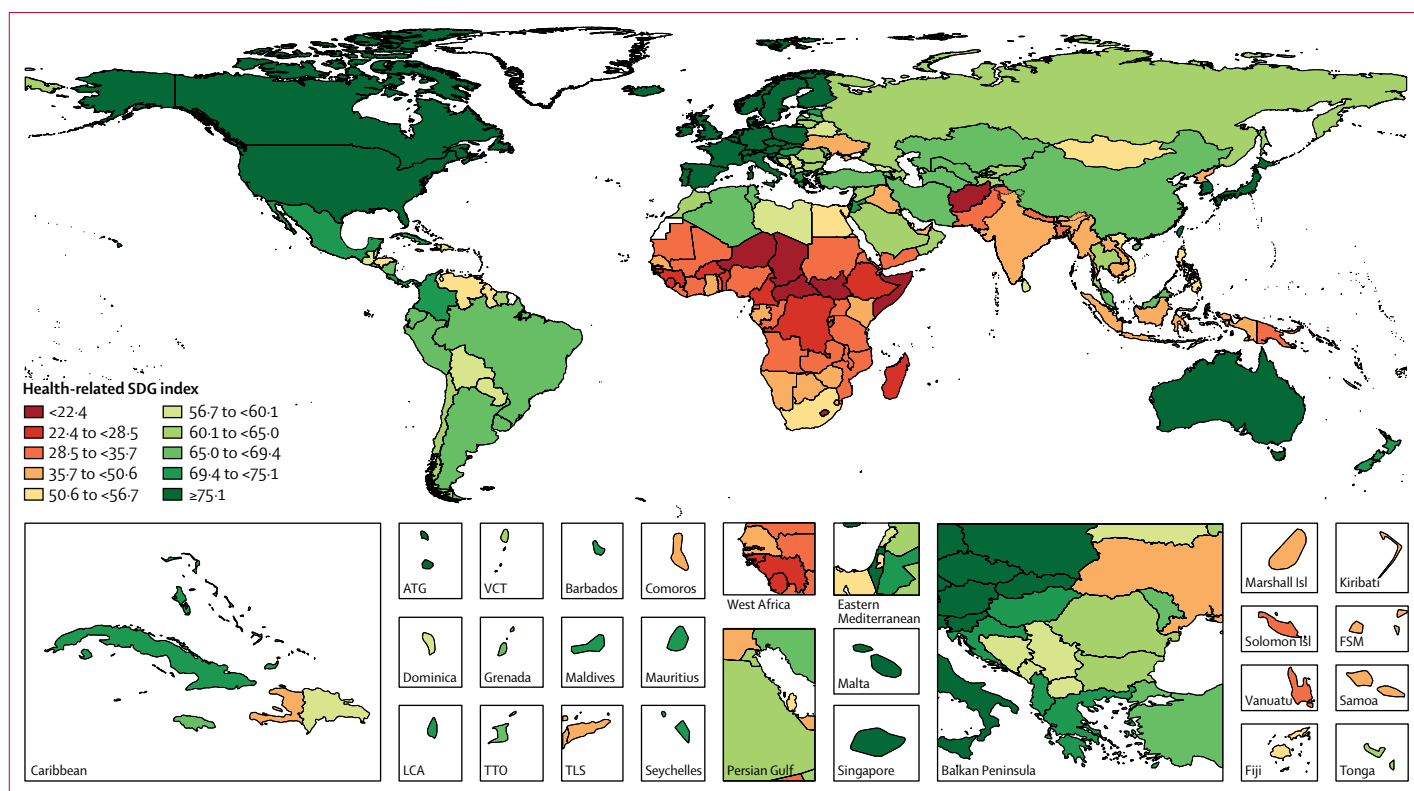 Health-related SDG index
<22·4
22·4 to <28·5
28·5 to <35·7
35·7 to <50·6
50·6 to <56·7
56·7 to <60·1
60·1 to <65·0
65·0 to <69·4
69·4 to <75·1
≥75·1
Caribbean
ATG
VCT
Barbados
Comoros
Dominica
Grenada
Maldives
Mauritius
LCA
TTO
TLS
Seychelles
West Africa
Eastern
Mediterranean
Persian Gulf
Malta
Singapore
Balkan Peninsula
Marshall Isl
Kiribati
Solomon Isl
FSM
Vanuatu
Samoa
Fiji
Tonga